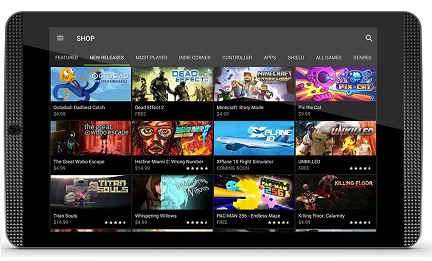 SHOP
FEATURED NEW RELEASES MOST PLAYED INDIE CORNER CONTROLLER APPS SHIELD ALL GAMES GENRES
OCTODAD DEAD EFFECT 2 MINECRAFT PIX THE CAT
Octodad: Dadliest Catch Dead Effect 2 Minecraft: Story Mode Pix the Cat
$4.99 FREE $4.99 $9.99
the great wobo escape X PLANE 10 UNKILLED
The Great Wobo Escape Hotline Miami 2: Wrong Number XPlane 10 Flight Simulator UNKILLED
$4.99 $14.99 COMING SOON FREE
TITAN SOULS Whispering Willows PAC-MAN 256 KILLING FLOOR
Titan Souls Whispering Willows PAC-MAN 256 - Endless Maze Killing Floor: Calamity
$14.99 $9.99 FREE $4.99